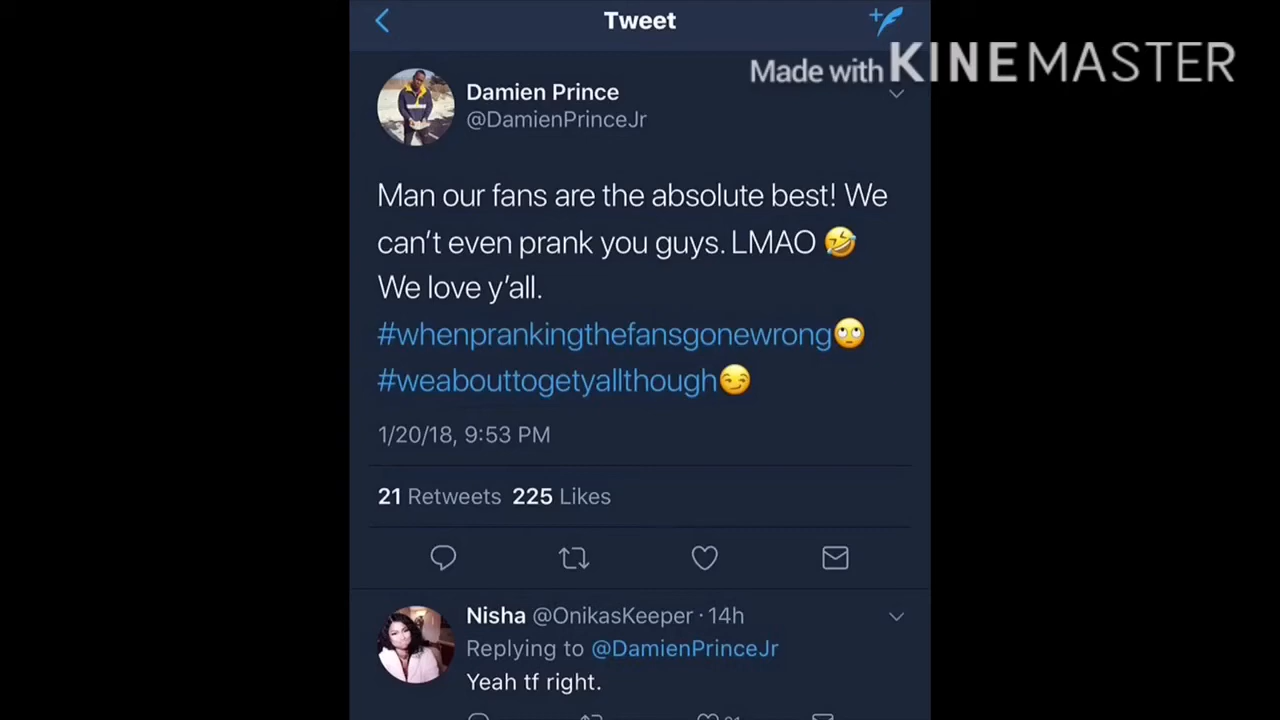 Tweet
Made with KINEMASTER
Damien Prince
@DamienPrinceJr
Man our fans are the absolute best! We
can't even prank you guys. LMAO 🤣
We love y'all.
#whenprankingthefansgonewrong🙄
#weabouttogetyallthough😏
1/20/18, 9:53 PM
21 Retweets 225 Likes
Nisha @OnikasKeeper · 14h
Replying to @DamienPrinceJr
Yeah tf right.